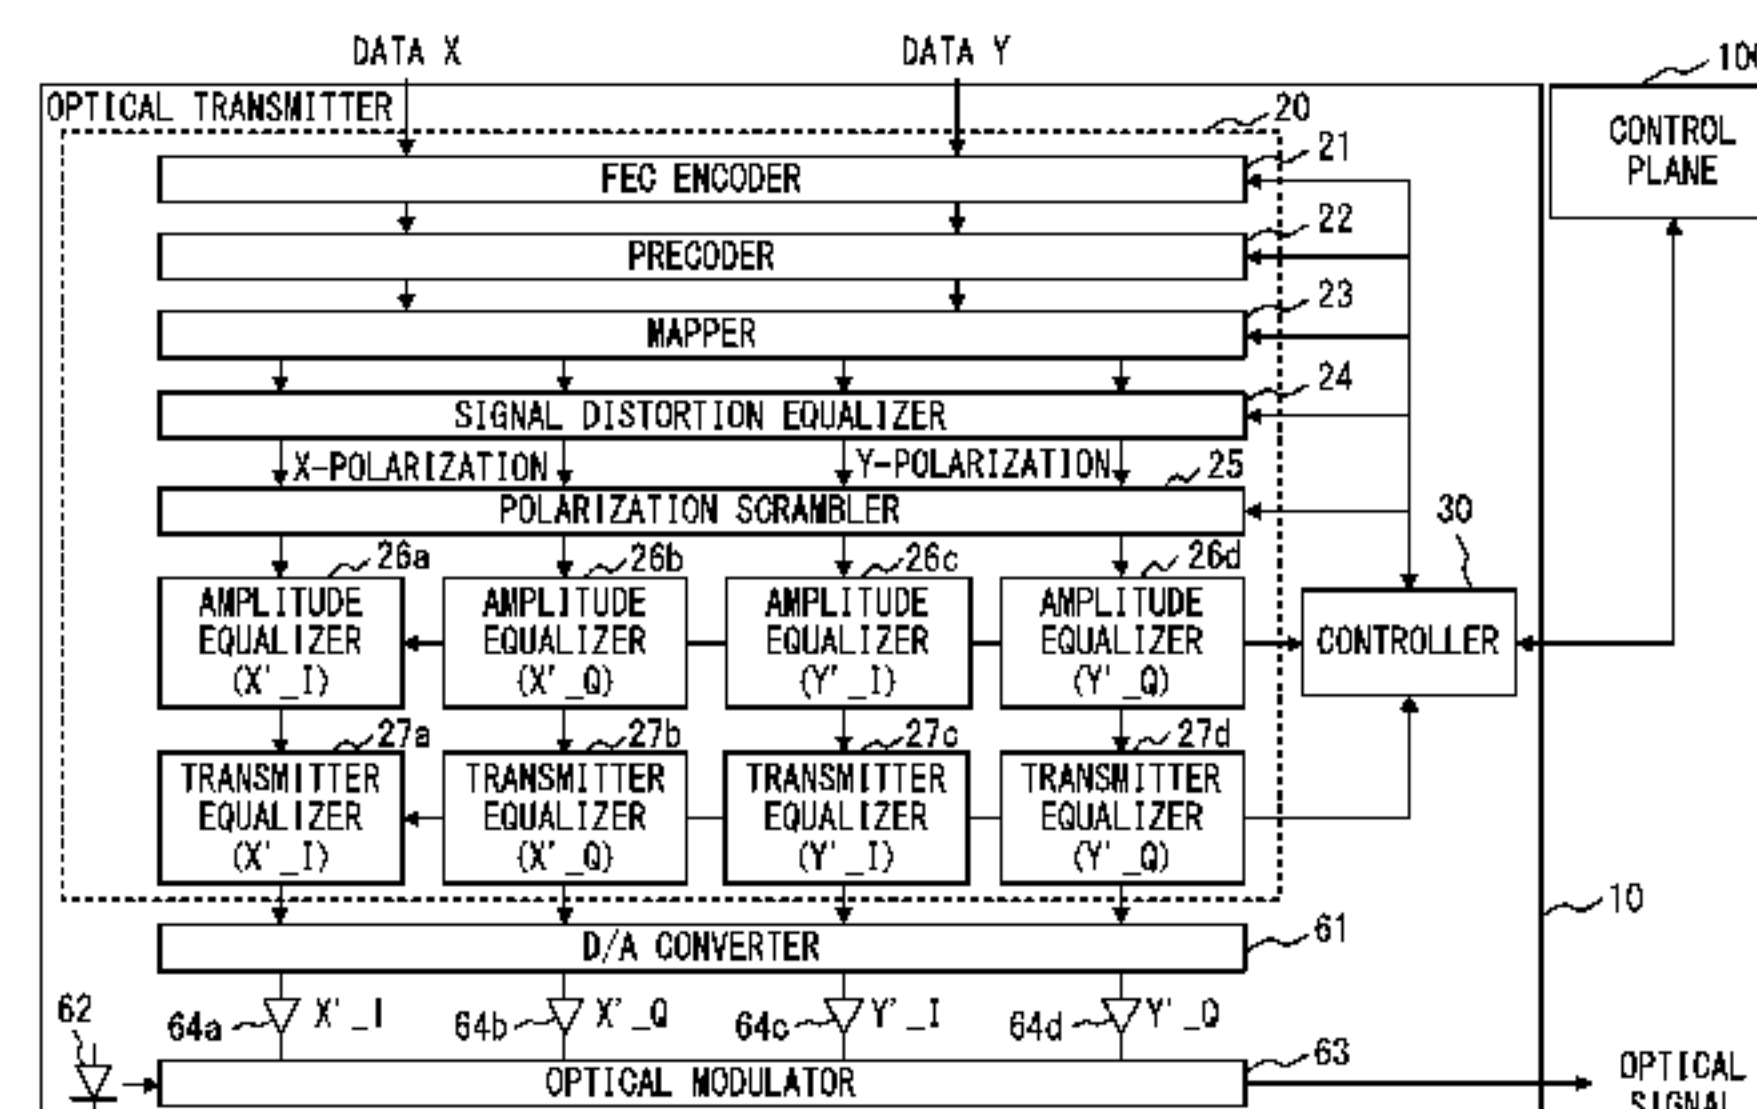 DATA X
DATA Y
10
OPTICAL TRANSMITTER
20
CONTROL
PLANE
21
FEC ENCODER
22
PRECODER
23
MAPPER
24
SIGNAL DISTORTION EQUALIZER
X-POLARIZATION
Y-POLARIZATION
25
POLARIZATION SCRAMBLER
30
26a
26b
26c
26d
AMPLITUDE
EQUALIZER
(X'_I)
AMPLITUDE
EQUALIZER
(X'_Q)
AMPLITUDE
EQUALIZER
(Y'_I)
AMPLITUDE
EQUALIZER
(Y'_Q)
CONTROLLER
27a
27b
27c
27d
TRANSMITTER
EQUALIZER
(X'_I)
TRANSMITTER
EQUALIZER
(X'_Q)
TRANSMITTER
EQUALIZER
(Y'_I)
TRANSMITTER
EQUALIZER
(Y'_Q)
10
61
D/A CONVERTER
62
64a
X'_I
64b
X'_Q
64c
Y'_I
64d
Y'_Q
63
OPTICAL MODULATOR
OPTICAL
SIGNAL